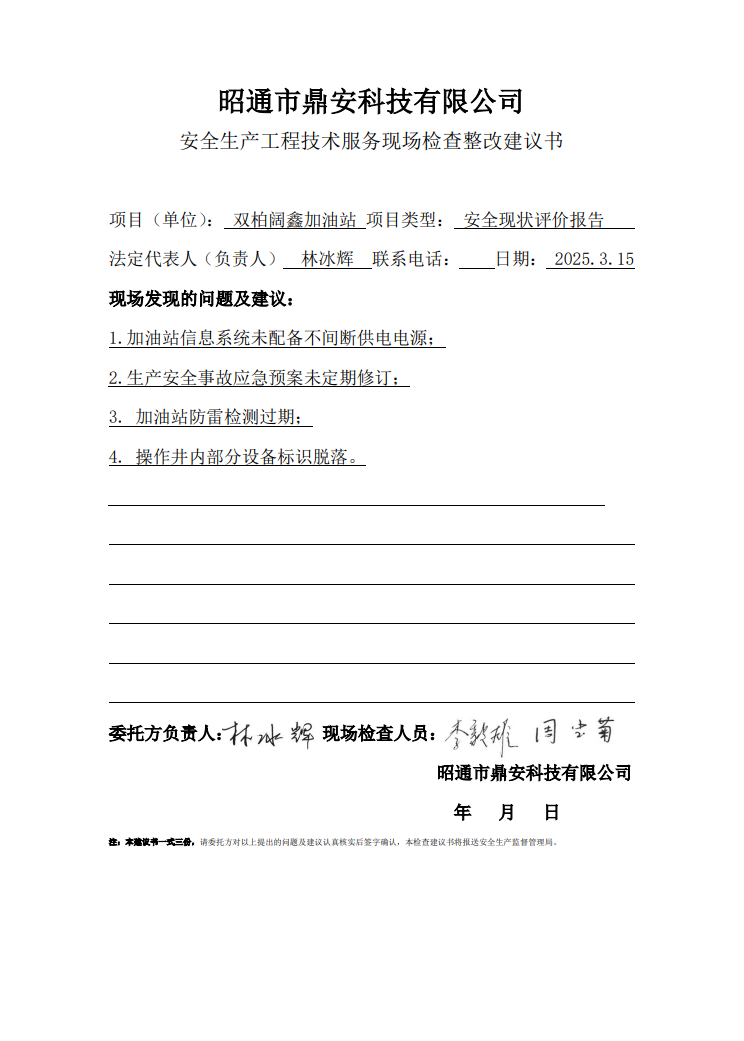 昭通市鼎安科技有限公司
安全生产工程技术服务现场检查整改建议书
项目（单位）： 双柏阔鑫加油站 项目类型： 安全现状评价报告
法定代表人（负责人） 林冰辉 联系电话： 日期： 2025.3.15
现场发现的问题及建议：
1.加油站信息系统未配备不间断供电电源；
2.生产安全事故应急预案未定期修订；
3. 加油站防雷检测过期；
4. 操作井内部分设备标识脱落。
委托方负责人：林冰辉 现场检查人员：李 周
昭通市鼎安科技有限公司
年 月 日
注：本建议书一式三份，请委托方对以上提出的问题及建议认真核实后签字确认，本检查建议书将报送安全生产监督管理局。